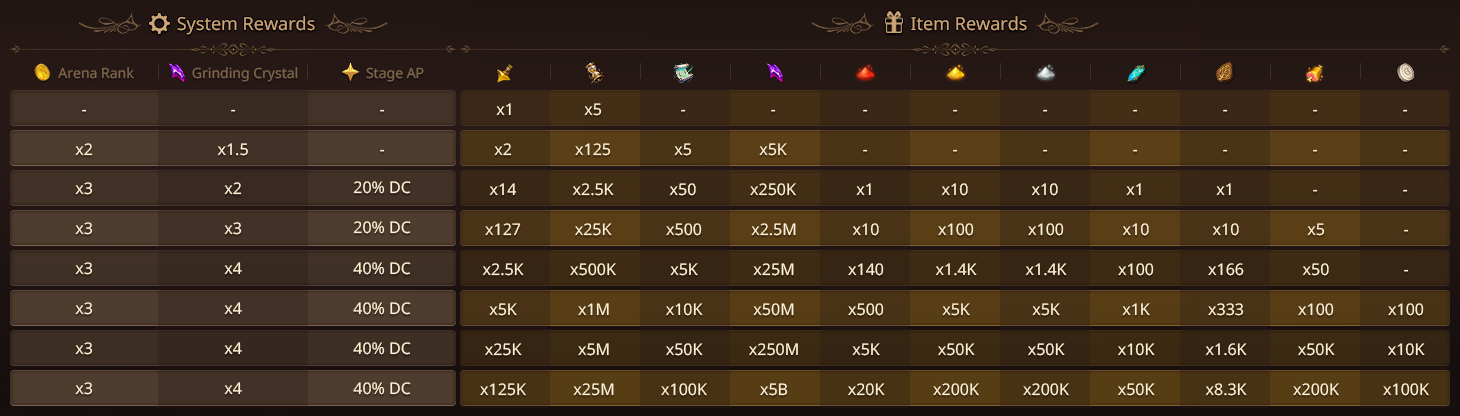 System Rewards Item Rewards
Arena Rank Grinding Crystal Stage AP
- - - x1 x5 - - - - - - - - -
x2 x1.5 - x2 x125 x5 x5K - - - - - - -
x3 x2 20% DC x14 x2.5K x50 x250K x1 x10 x10 x1 x1 - -
x3 x3 20% DC x127 x25K x500 x2.5M x10 x100 x100 x10 x10 x5 -
x3 x4 40% DC x2.5K x500K x5K x25M x140 x1.4K x1.4K x100 x166 x50 -
x3 x4 40% DC x5K x1M x10K x50M x500 x5K x5K x1K x333 x100 x100
x3 x4 40% DC x25K x5M x50K x250M x5K x50K x50K x10K x1.6K x50K x10K
x3 x4 40% DC x125K x25M x100K x5B x20K x200K x200K x50K x8.3K x200K x100K